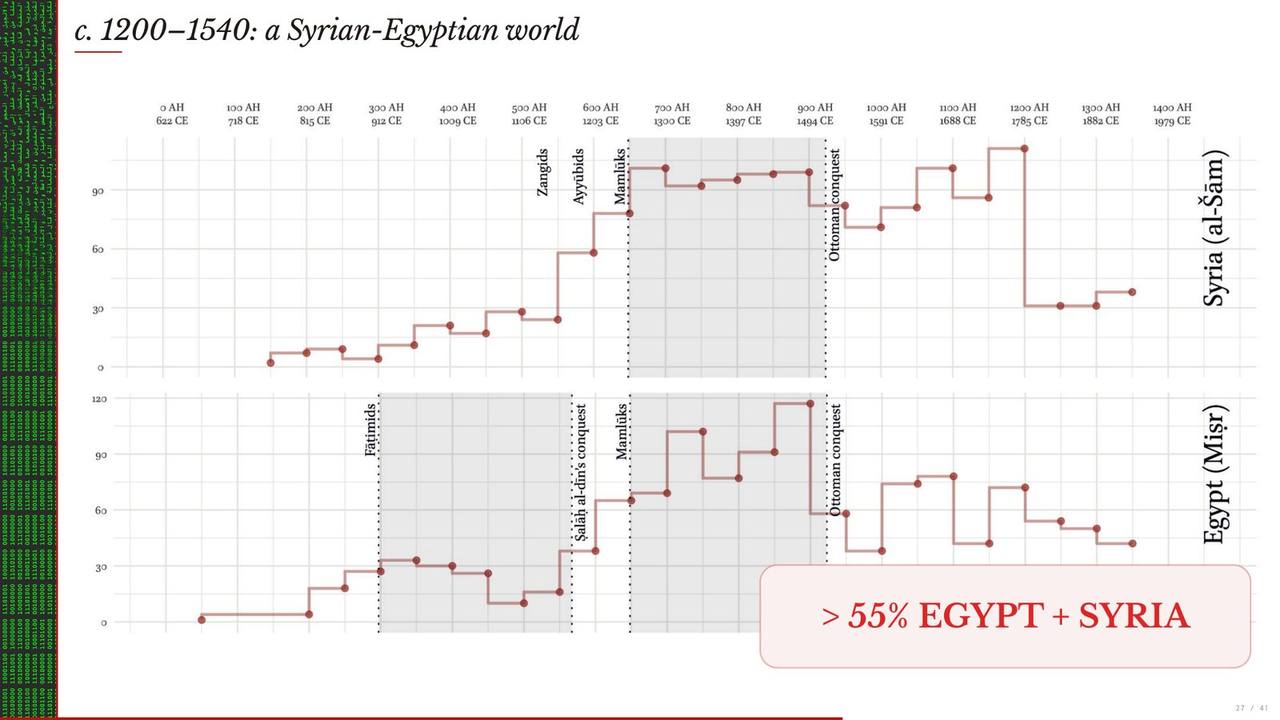 c. 1200–1540: a Syrian-Egyptian world
0 AH 100 AH 200 AH 300 AH 400 AH 500 AH 600 AH 700 AH 800 AH 900 AH 1000 AH 1100 AH 1200 AH 1300 AH 1400 AH
622 CE 718 CE 815 CE 912 CE 1009 CE 1106 CE 1203 CE 1300 CE 1397 CE 1494 CE 1591 CE 1688 CE 1785 CE 1882 CE 1979 CE
Zangids
Ayyūbids
Mamlūks
Ottoman conquest
Syria (al-Šām)
90
60
30
0
Fāṭimids
Ṣalāḥ al-dīn's conquest
Mamlūks
Ottoman conquest
Egypt (Miṣr)
120
90
60
30
0
> 55% EGYPT + SYRIA
27 / 41